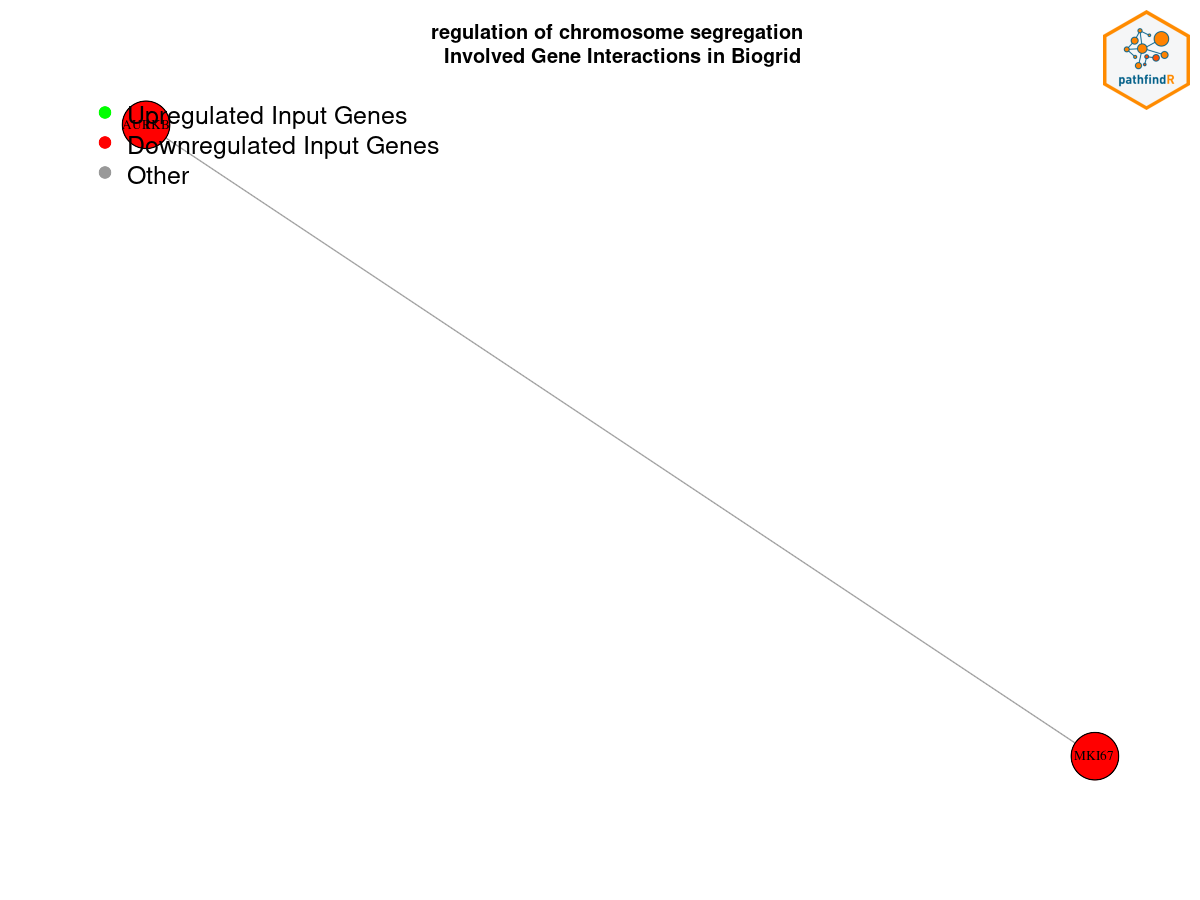 regulation of chromosome segregation
Involved Gene Interactions in Biogrid
pathfindR
Upregulated Input Genes
AURKB
Downregulated Input Genes
Other
MKI67